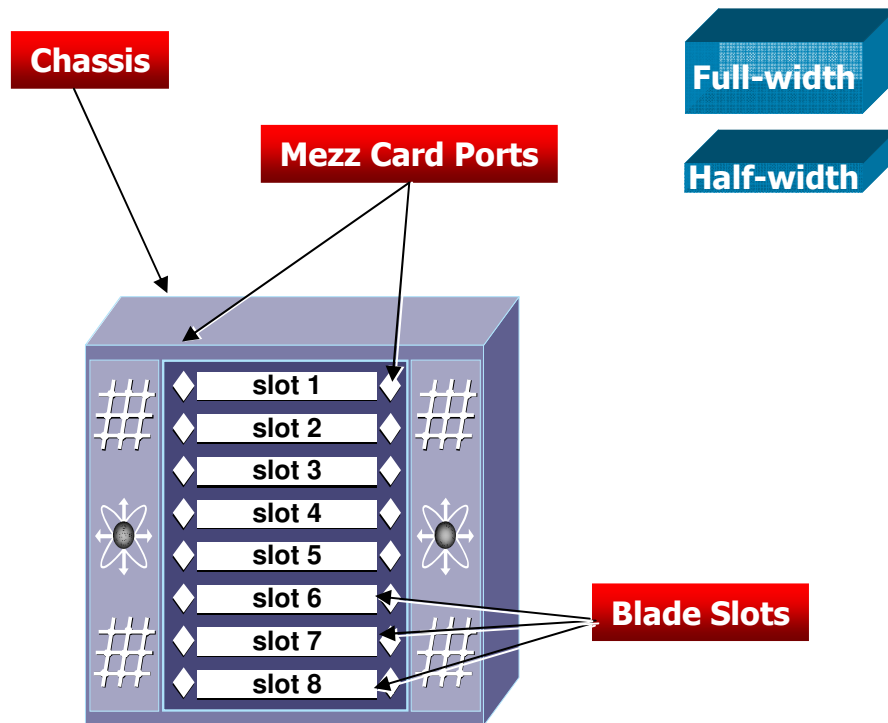 Chassis
Full-width
Mezz Card Ports
Half-width
slot 1
slot 2
slot 3
slot 4
slot 5
slot 6
slot 7
slot 8
Blade Slots